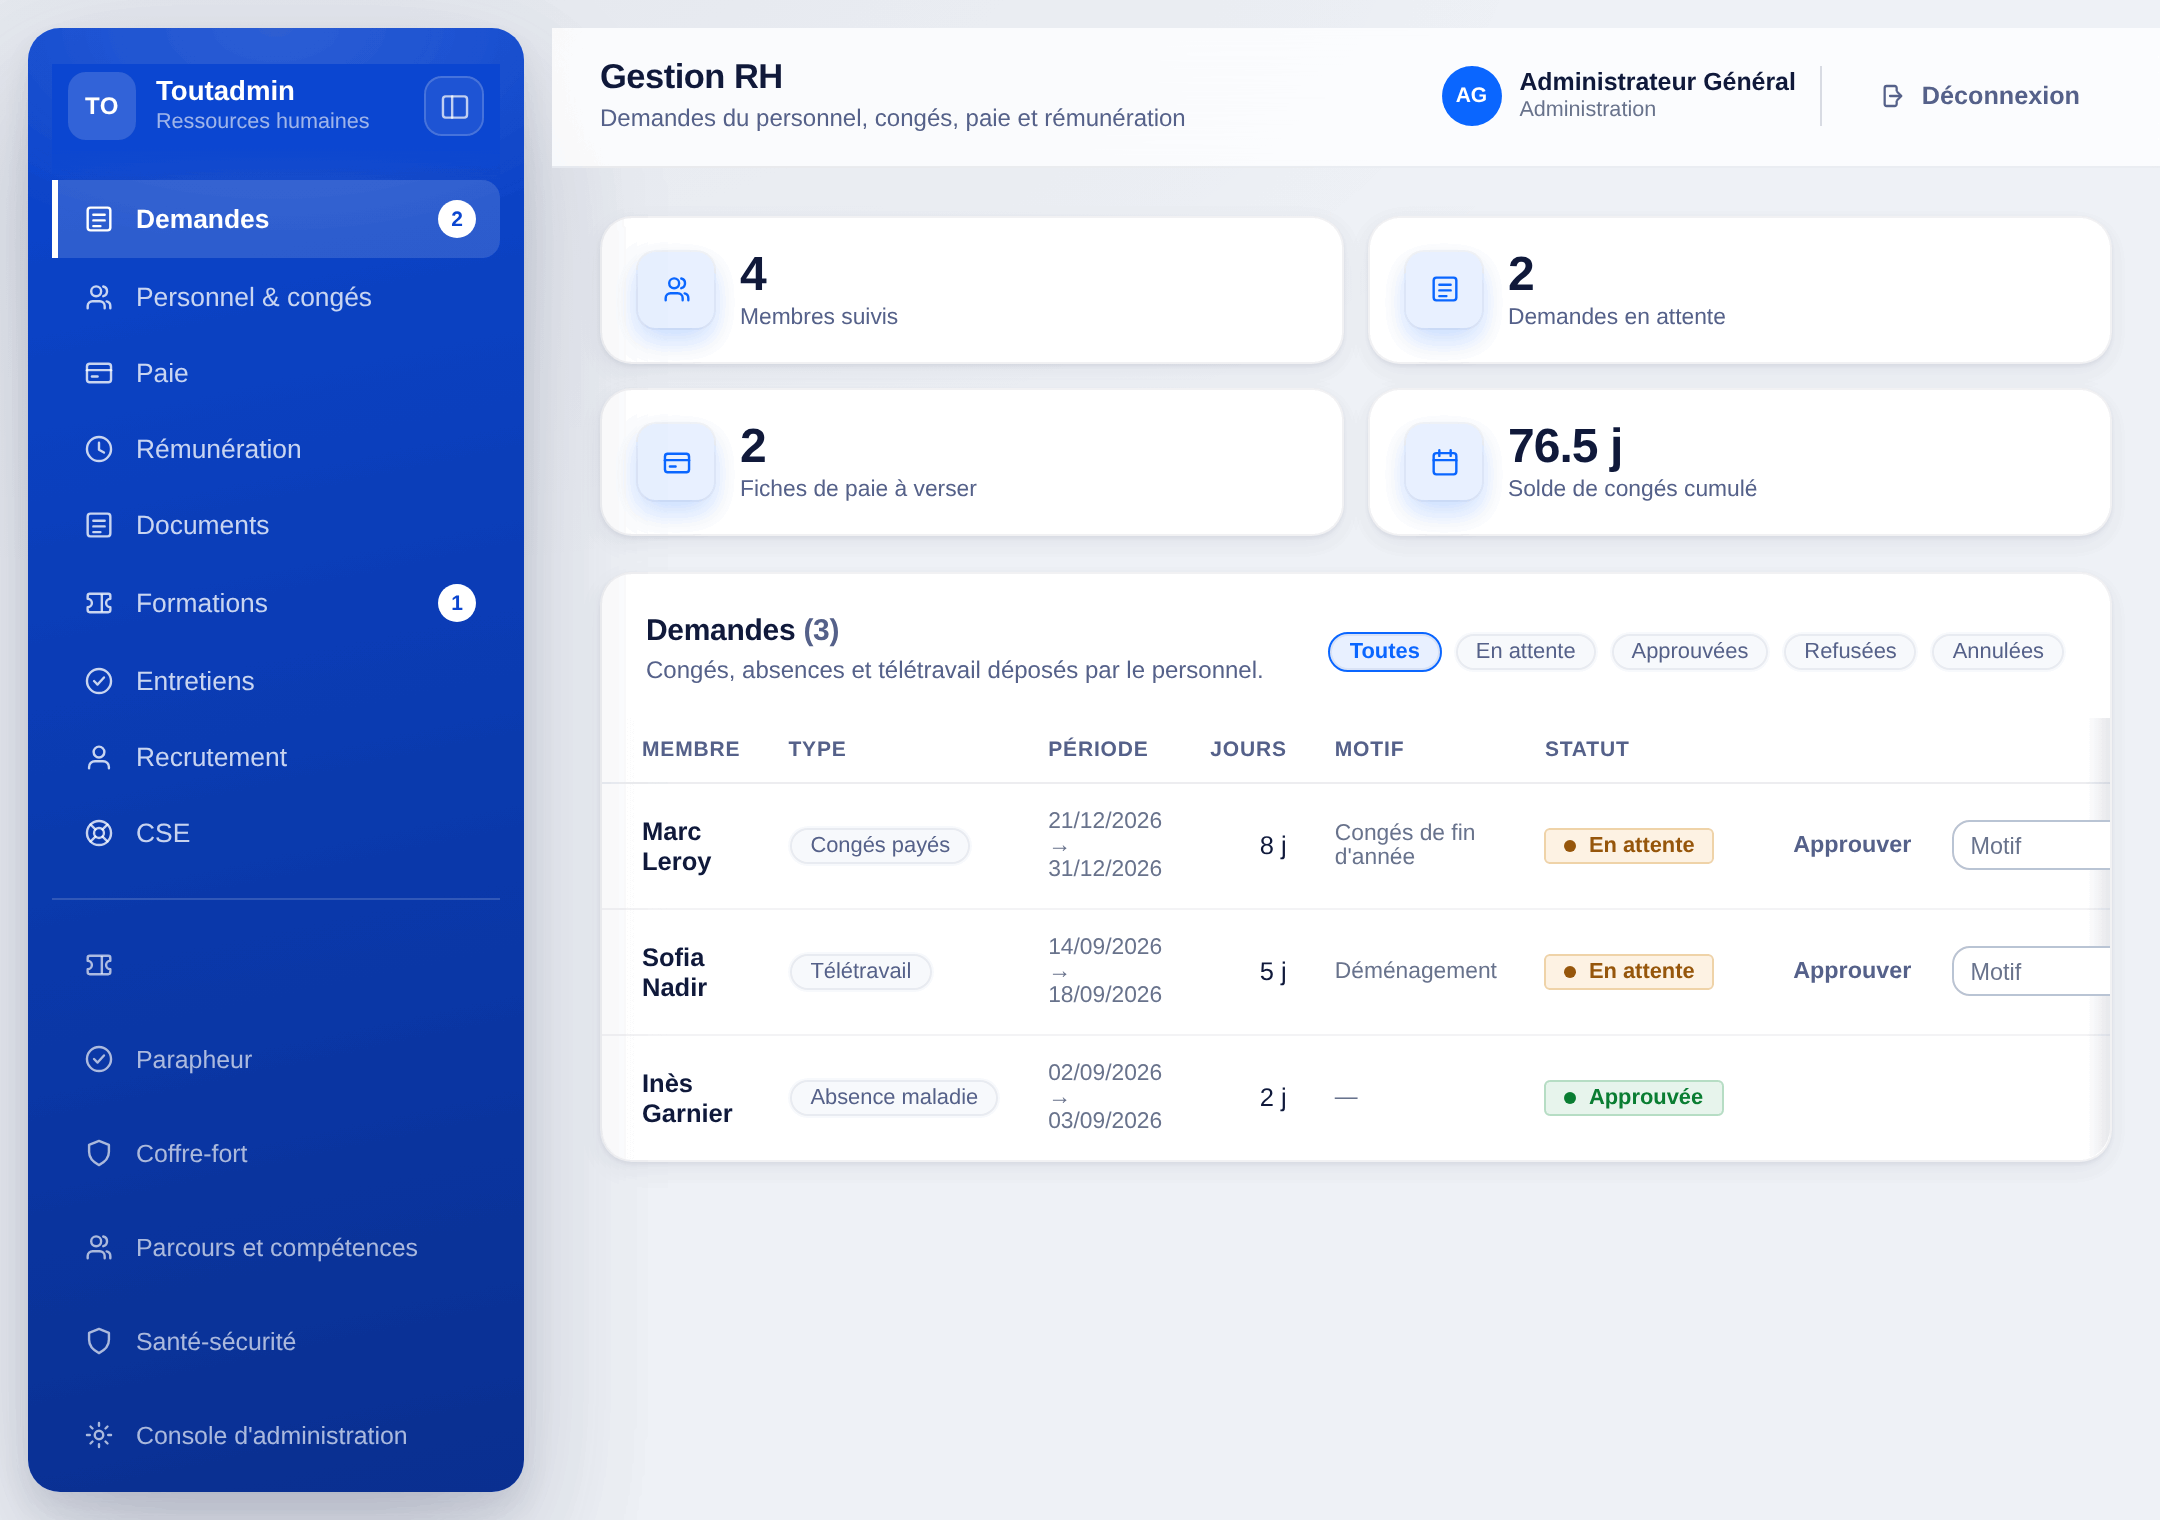 TO
Toutadmin
Ressources humaines
Demandes
2
Personnel & congés
Paie
Rémunération
Documents
Formations
1
Entretiens
Recrutement
CSE
Parapheur
Coffre-fort
Parcours et compétences
Santé-sécurité
Console d'administration
Gestion RH
Demandes du personnel, congés, paie et rémunération
AG
Administrateur Général
Administration
Déconnexion
4
Membres suivis
2
Demandes en attente
2
Fiches de paie à verser
76.5 j
Solde de congés cumulé
Demandes (3)
Congés, absences et télétravail déposés par le personnel.
Toutes
En attente
Approuvées
Refusées
Annulées
MEMBRE
TYPE
PÉRIODE
JOURS
MOTIF
STATUT
Marc
Leroy
Congés payés
21/12/2026
→
31/12/2026
8 j
Congés de fin
d'année
En attente
Approuver
Motif
Sofia
Nadir
Télétravail
14/09/2026
→
18/09/2026
5 j
Déménagement
En attente
Approuver
Motif
Inès
Garnier
Absence maladie
02/09/2026
→
03/09/2026
2 j
—
Approuvée